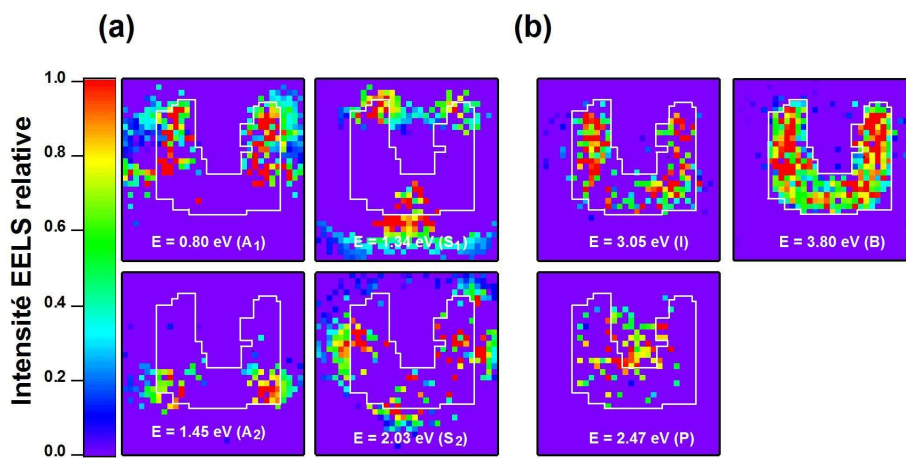 (a)
(b)
Intensité EELS relative
1.0
0.8
0.6
0.4
0.2
0.0
E = 0.80 eV (A1)
E = 1.34 eV (S1)
E = 3.05 eV (I)
E = 3.80 eV (B)
E = 1.45 eV (A2)
E = 2.03 eV (S2)
E = 2.47 eV (P)